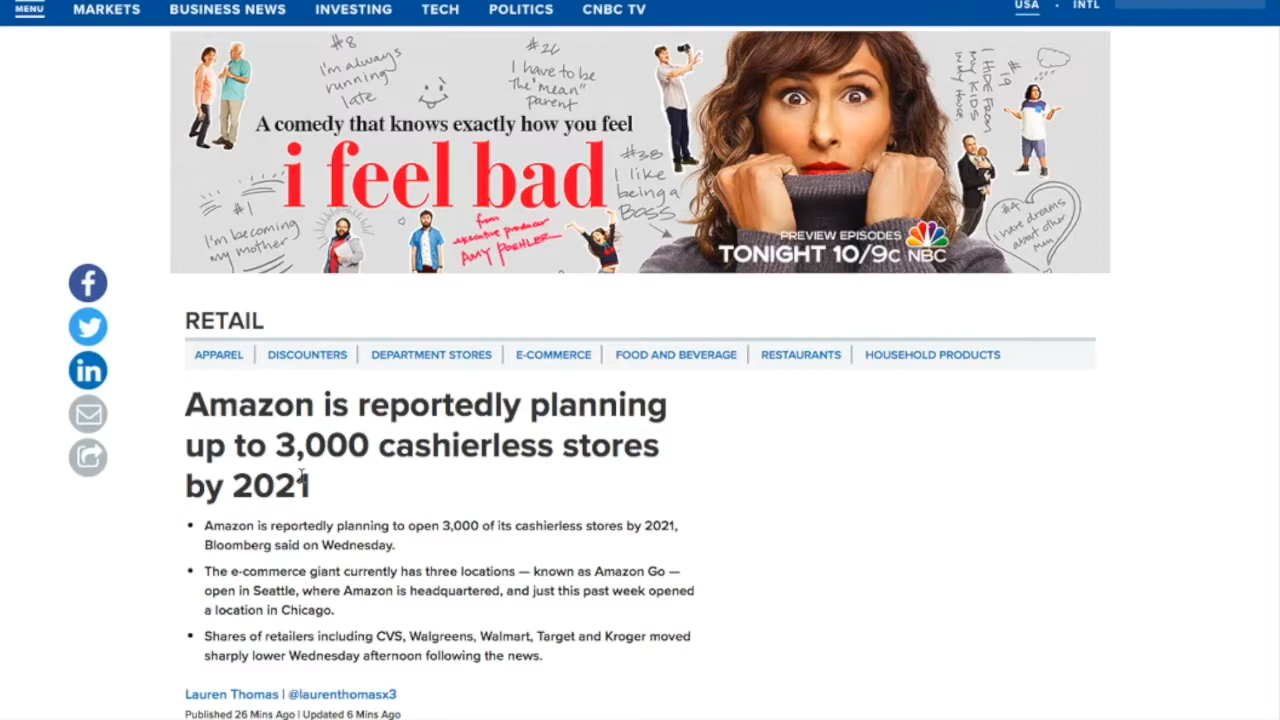 MENU
MARKETS
BUSINESS NEWS
INVESTING
TECH
POLITICS
CNBC TV
USA
INTL
#8
I'm always
running
late
#26
I have to be
the "mean"
parent
I HIDE FROM
MY KIDS
IN MY HOUSE.
#19
A comedy that knows exactly how you feel
i feel bad
#38
I like
being a
BOSS
#1
I'm becoming
my mother
from
executive producer
AMY POEHLER
#4
i have dreams
about other
men
PREVIEW EPISODES
TONIGHT 10/9c NBC
RETAIL
APPAREL
DISCOUNTERS
DEPARTMENT STORES
E-COMMERCE
FOOD AND BEVERAGE
RESTAURANTS
HOUSEHOLD PRODUCTS
Amazon is reportedly planning
up to 3,000 cashierless stores
by 2021
• Amazon is reportedly planning to open 3,000 of its cashierless stores by 2021,
Bloomberg said on Wednesday.
• The e-commerce giant currently has three locations — known as Amazon Go —
open in Seattle, where Amazon is headquartered, and just this past week opened
a location in Chicago.
• Shares of retailers including CVS, Walgreens, Walmart, Target and Kroger moved
sharply lower Wednesday afternoon following the news.
Lauren Thomas | @laurenthomasx3
Published 26 Mins Ago | Updated 6 Mins Ago